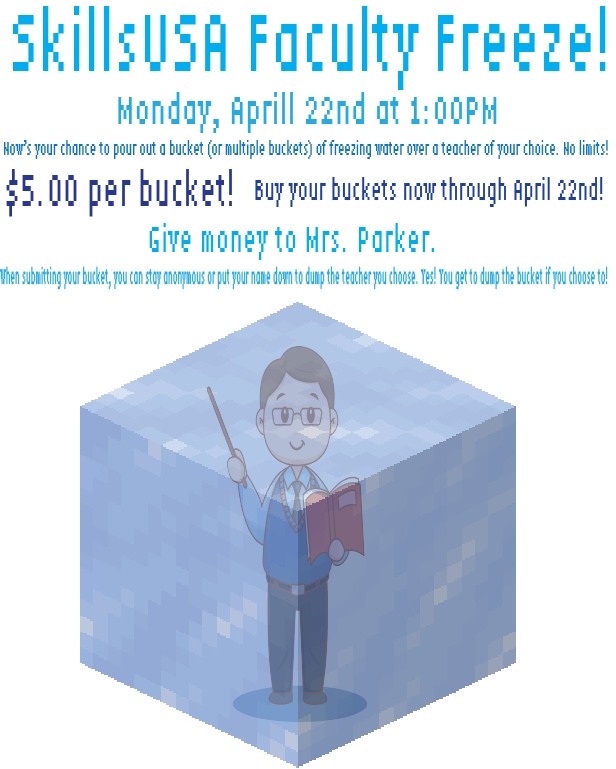 SkillsUSA Faculty Freeze!
Monday, Aprill 22nd at 1:00PM
Now's your chance to pour out a bucket (or multiple buckets) of freezing water over a teacher of your choice. No limits!
$5.00 per bucket! Buy your buckets now through April 22nd!
Give money to Mrs. Parker.
When submitting your bucket, you can stay anonymous or put your name down to dump the teacher you choose. Yes! You get to dump the bucket if you choose to!